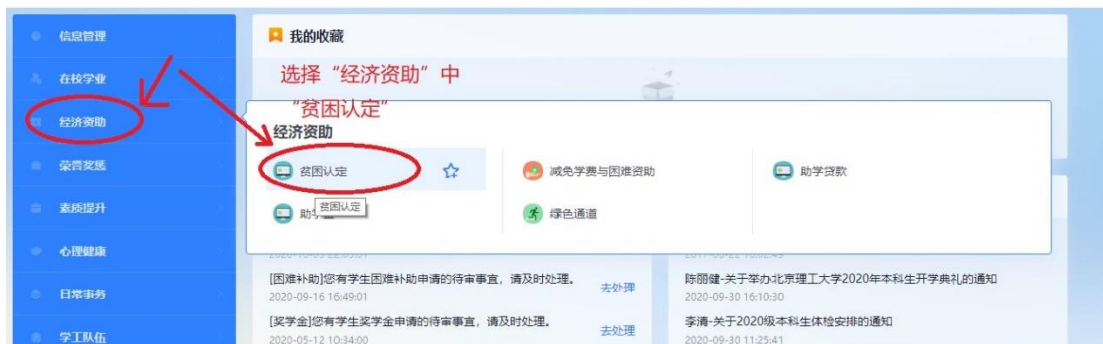 信息管理
我的收藏
在校学业
选择“经济资助”中
“贫困认定”
经济资助
经济资助
荣誉奖惩
贫困认定
减免学费与困难资助
助学贷款
素质提升
贫困认定
绿色通道
心理健康
[困难补助]您有学生困难补助申请的待审事宜，请及时处理。
去处理
2020-09-16 16:49:01
陈丽健-关于举办北京理工大学2020年本科生开学典礼的通知
2020-09-30 16:10:30
日常事务
[奖学金]您有学生奖学金申请的待审事宜，请及时处理。
去处理
2020-05-12 10:34:00
李清-关于2020级本科生体检安排的通知
2020-09-30 11:25:41
学工队伍